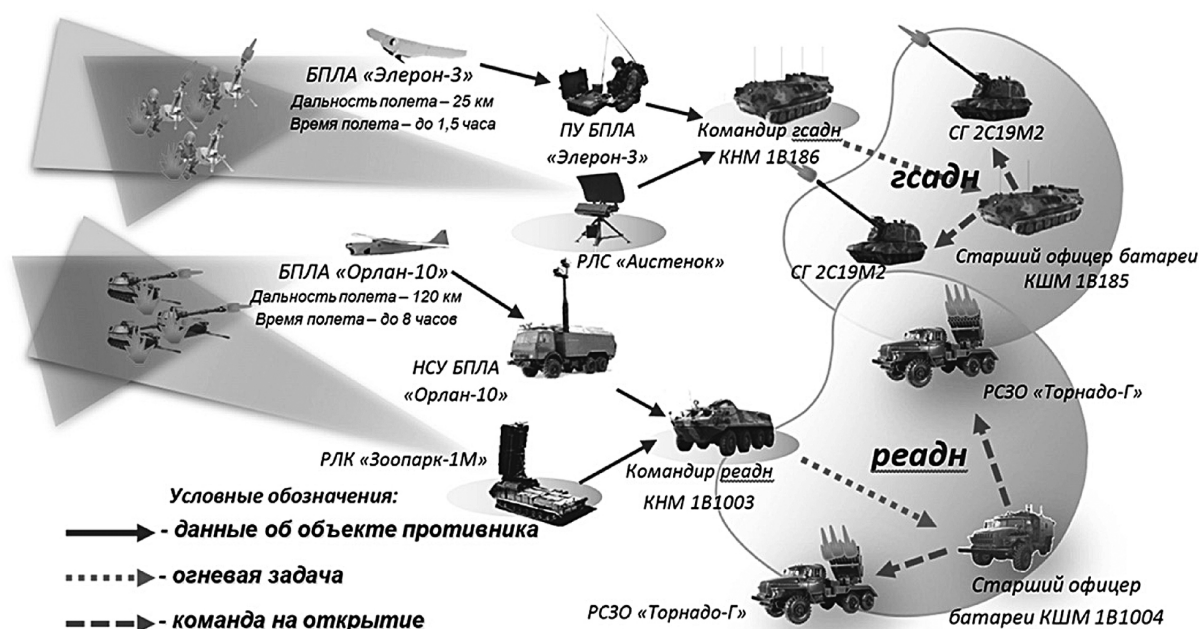 БПЛА «Элерон-3»
Дальность полета – 25 км
Время полета – до 1,5 часа
ПУ БПЛА
«Элерон-3»
Командир гсадн
КНМ 1В186
СГ 2С19М2
гсадн
РЛС «Аистенок»
СГ 2С19М2
Старший офицер батареи
КШМ 1В185
БПЛА «Орлан-10»
Дальность полета – 120 км
Время полета – до 8 часов
НСУ БПЛА
«Орлан-10»
РСЗО «Торнадо-Г»
РЛК «Зоопарк-1М»
Командир реадн
КНМ 1В1003
реадн
Условные обозначения:
- данные об объекте противника
- огневая задача
- команда на открытие
РСЗО «Торнадо-Г»
Старший офицер
батареи КШМ 1В1004